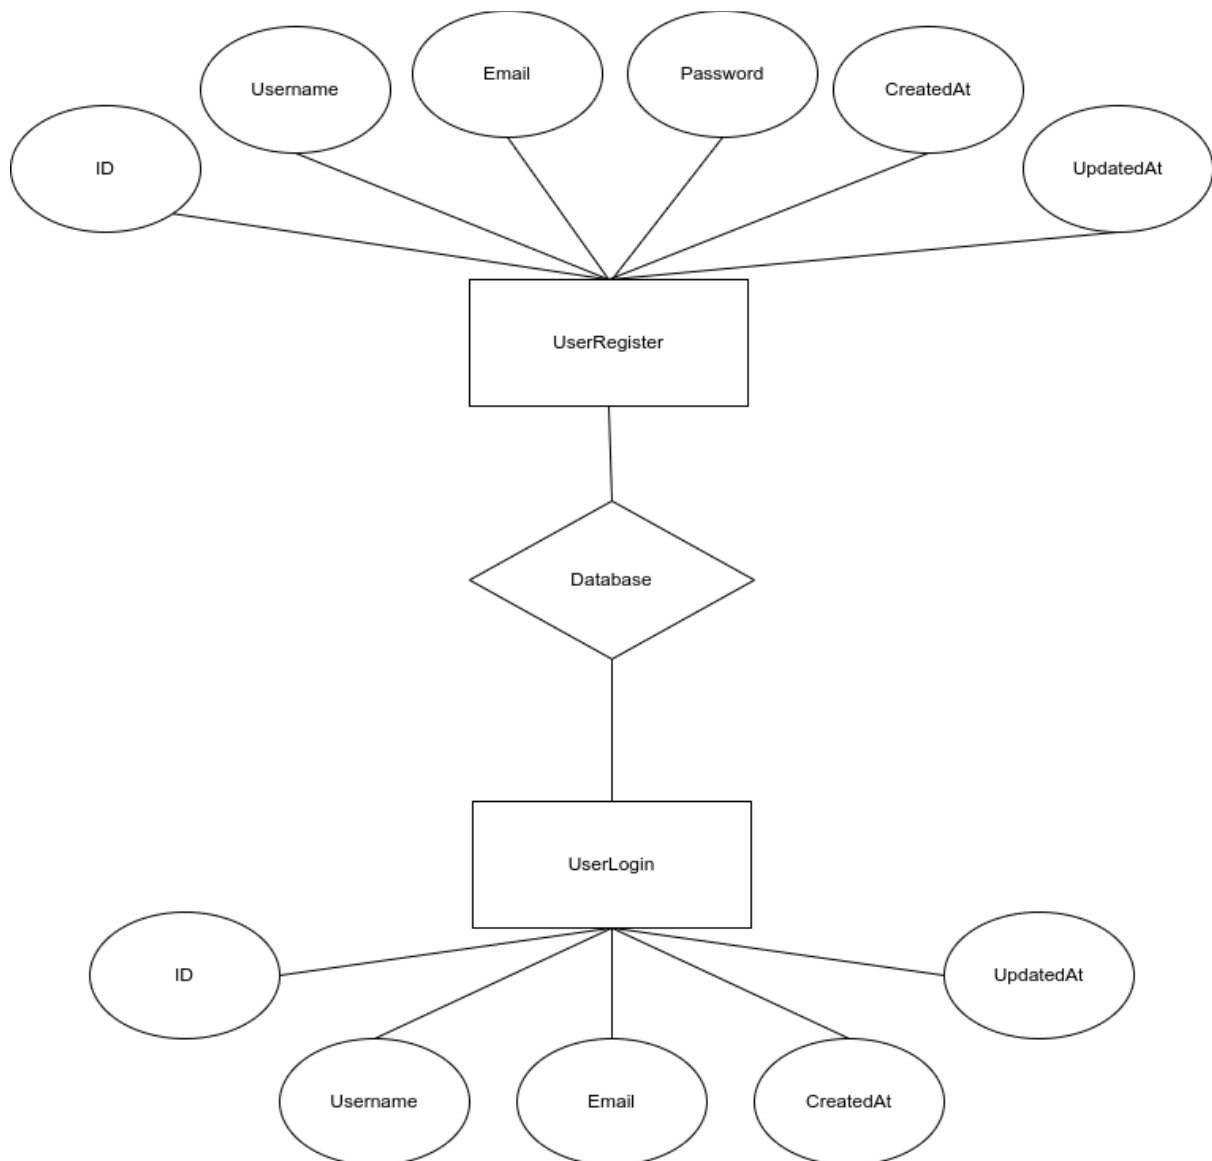 Email
Password
Username
CreatedAt
ID
UpdatedAt
UserRegister
Database
UserLogin
ID
UpdatedAt
Username
Email
CreatedAt